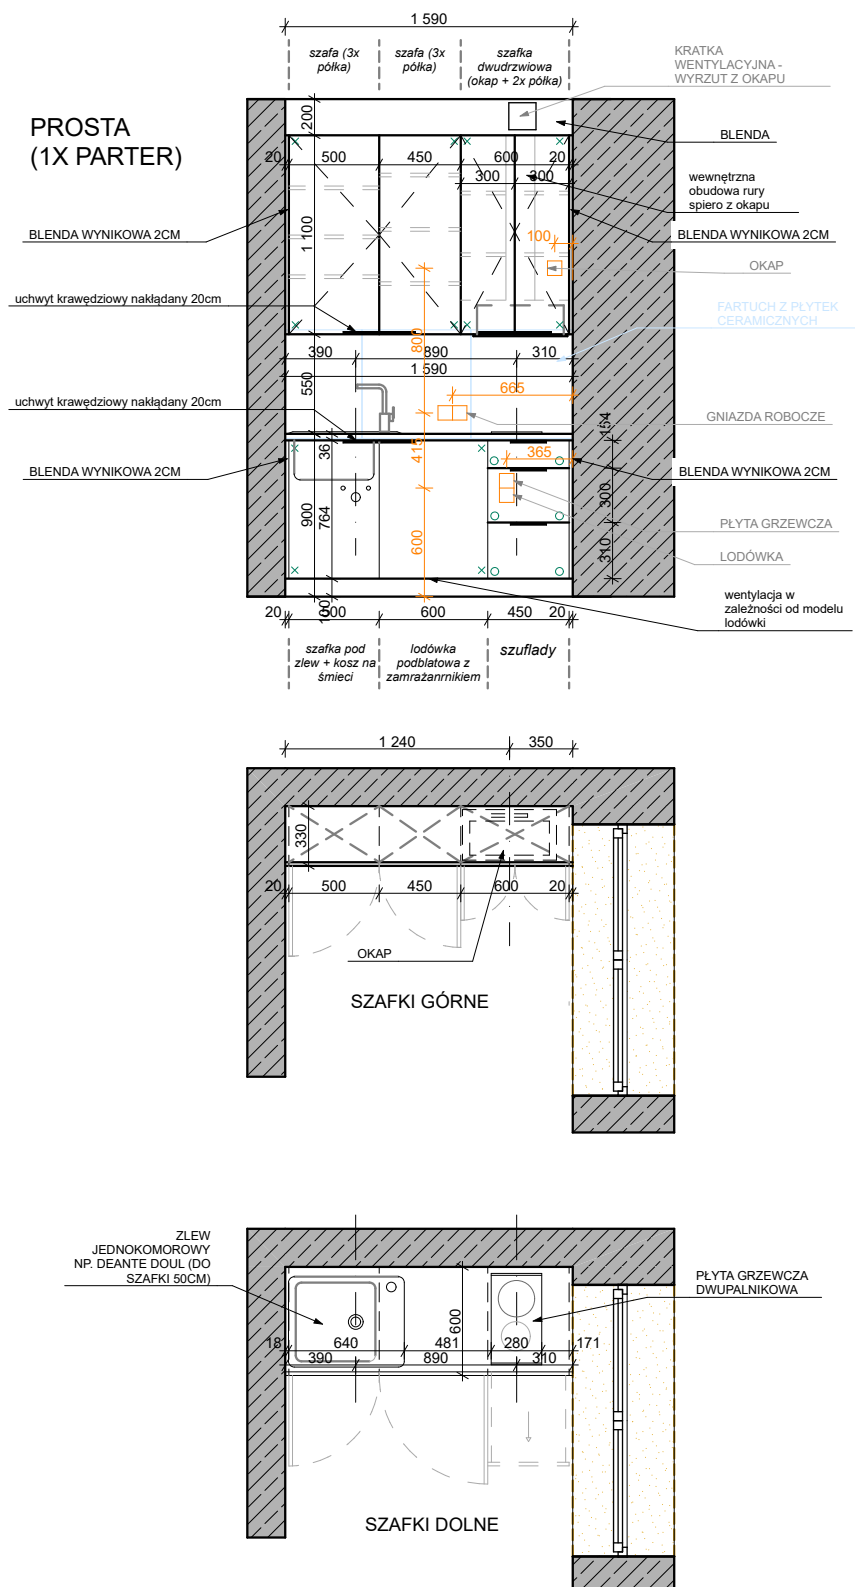 1 590
szafa (3x
półka)
szafa (3x
półka)
szafka
dwudrzwiowa
(okap + 2x półka)
KRATKA
WENTYLACYJNA -
WYRZUT Z OKAPU
PROSTA
(1X PARTER)
200
BLENDA
20
500
450
600
20
300
300
wewnętrzna
obudowa rury
spiero z okapu
1 100
BLENDA WYNIKOWA 2CM
100
BLENDA WYNIKOWA 2CM
OKAP
uchwyt krawędziowy nakłądany 20cm
FARTUCH Z PŁYTEK
CERAMICZNYCH
800
390
890
310
1 590
550
665
uchwyt krawędziowy nakłądany 20cm
GNIAZDA ROBOCZE
154
36
416
365
BLENDA WYNIKOWA 2CM
BLENDA WYNIKOWA 2CM
900
764
300
PŁYTA GRZEWCZA
600
310
LODÓWKA
wentylacja w
zależności od modelu
lodówki
100
20
500
600
450
20
szafka pod
zlew + kosz na
śmieci
lodówka
podblatowa z
zamrażanrnikiem
szuflady
1 240
350
330
20
500
450
600
20
OKAP
SZAFKI GÓRNE
ZLEW
JEDNOKOMOROWY
NP. DEANTE DOUL (DO
SZAFKI 50CM)
PŁYTA GRZEWCZA
DWUPALNIKOWA
600
18
640
481
280
171
390
890
310
SZAFKI DOLNE